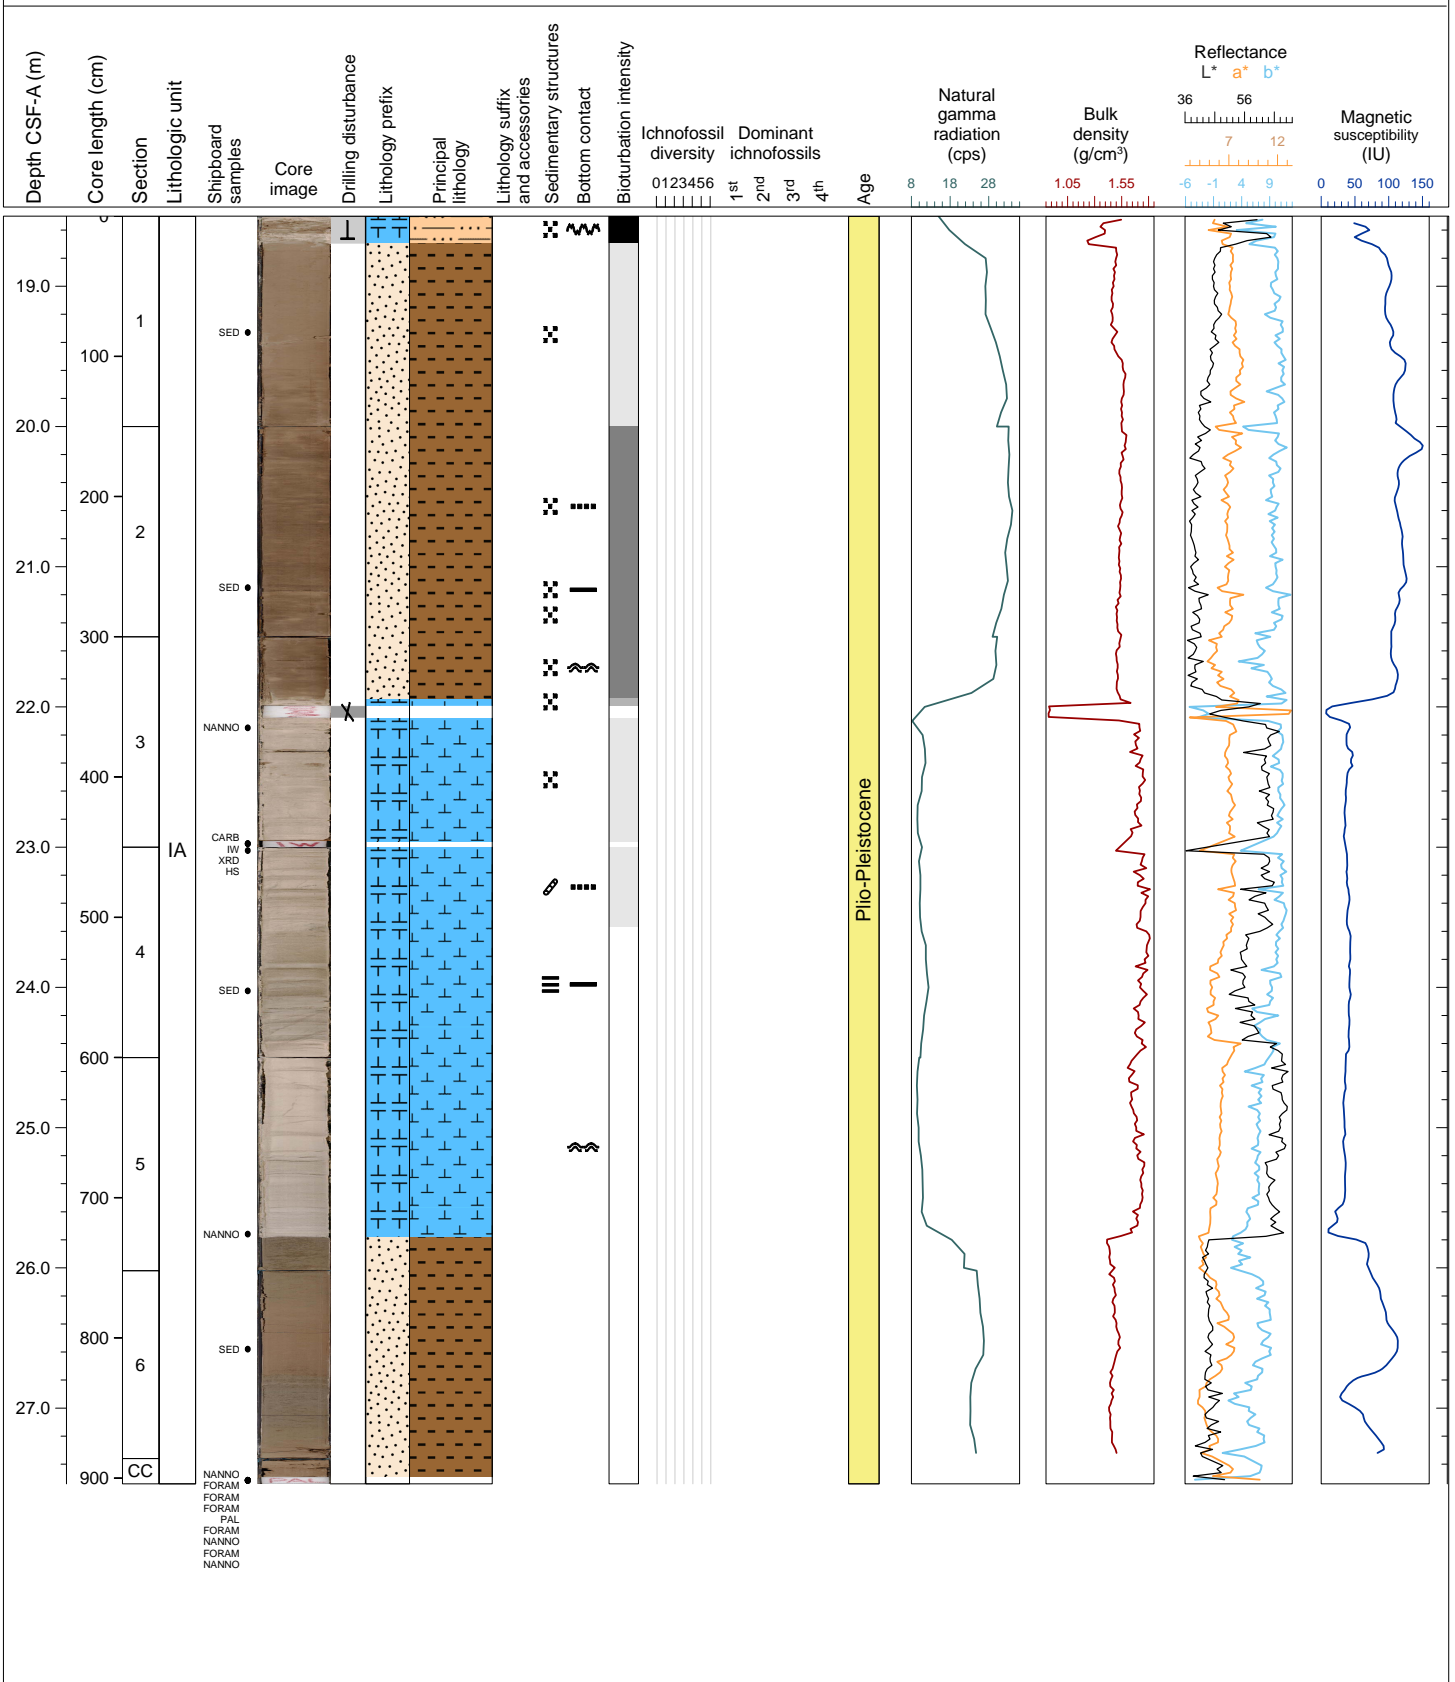 Depth CSF-A (m)
Core length (cm)
Section
Lithologic unit
Shipboard
samples
Core
image
Drilling disturbance
Lithology prefix
Principal
lithology
Lithology suffix
and accessories
Sedimentary structures
Bottom contact
Bioturbation intensity
Ichnofossil
diversity
0123456
Dominant
ichnofossils
1st
2nd
3rd
4th
Age
Natural
gamma
radiation
(cps)
8 18 28
Bulk
density
(g/cm³)
1.05 1.55
Reflectance
L* a* b*
36 56
7 12
-6 -1 4 9
Magnetic
susceptibility
(IU)
0 50 100 150
0
19.0
1
SED
100
20.0
200
2
21.0
SED
300
22.0
NANNO
3
400
CARB
23.0
IA
IW
IW
XRD
HS
Plio-Pleistocene
500
4
24.0
SED
600
25.0
5
700
NANNO
26.0
800
SED
6
27.0
CC
900
NANNO
PAL
FORAM
FORAM
FORAM
PAL
FORAM
NANNO
FORAM
NANNO